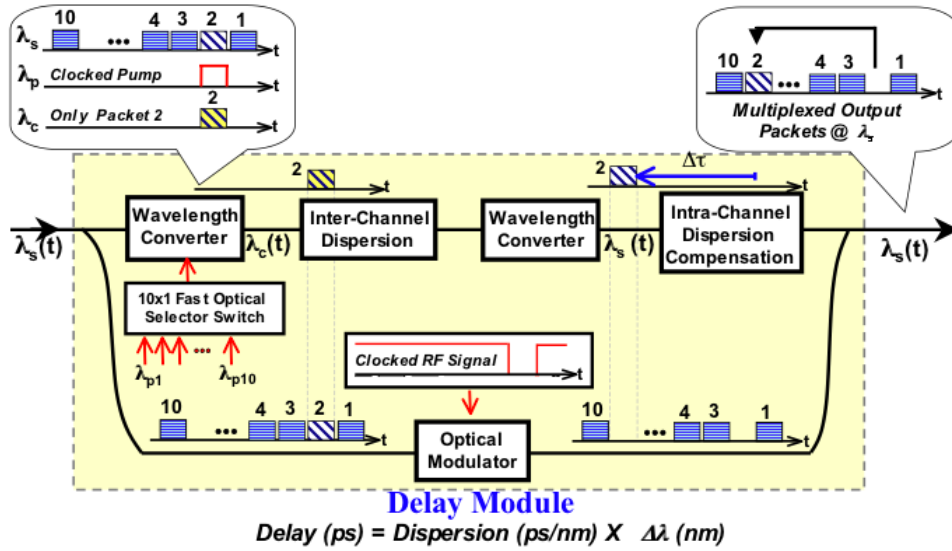 10 ••• 4 3 2 1
λs t
λp Clocked Pump t
2
λc Only Packet 2 t
10 2 ••• 4 3 1
t
Multiplexed Output
Packets @ λs
2 t
2 Δτ t
λs(t)
Wavelength
Converter
λc(t)
Inter-Channel
Dispersion
Wavelength
Converter
λs (t)
Intra-Channel
Dispersion
Compensation
λs(t)
10x1 Fast Optical
Selector Switch
•••
λp1 λp10
Clocked RF Signal
t
10 ••• 4 3 2 1
t
Optical
Modulator
10 ••• 4 3 1
t
Delay Module
Delay (ps) = Dispersion (ps/nm) X Δλ (nm)